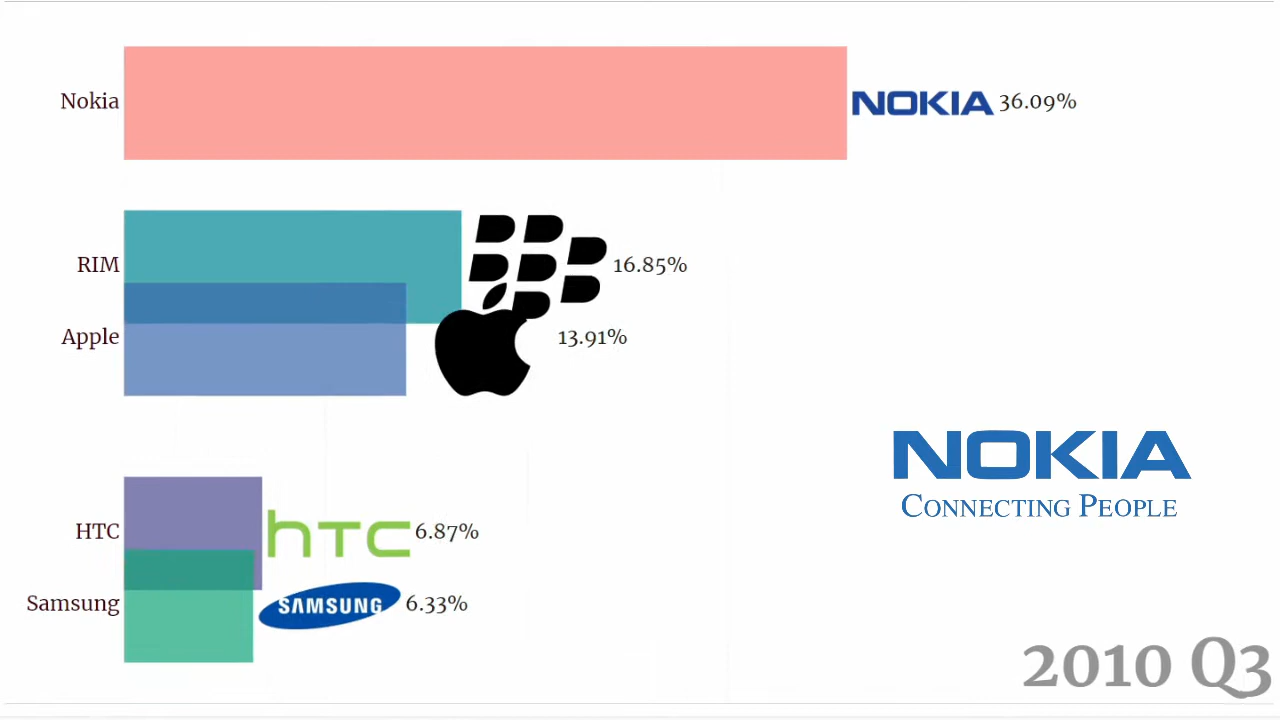 Nokia NOKIA 36.09%
RIM 16.85%
Apple 13.91%
NOKIA
CONNECTING PEOPLE
HTC hTC 6.87%
Samsung SAMSUNG 6.33%
2010 Q3